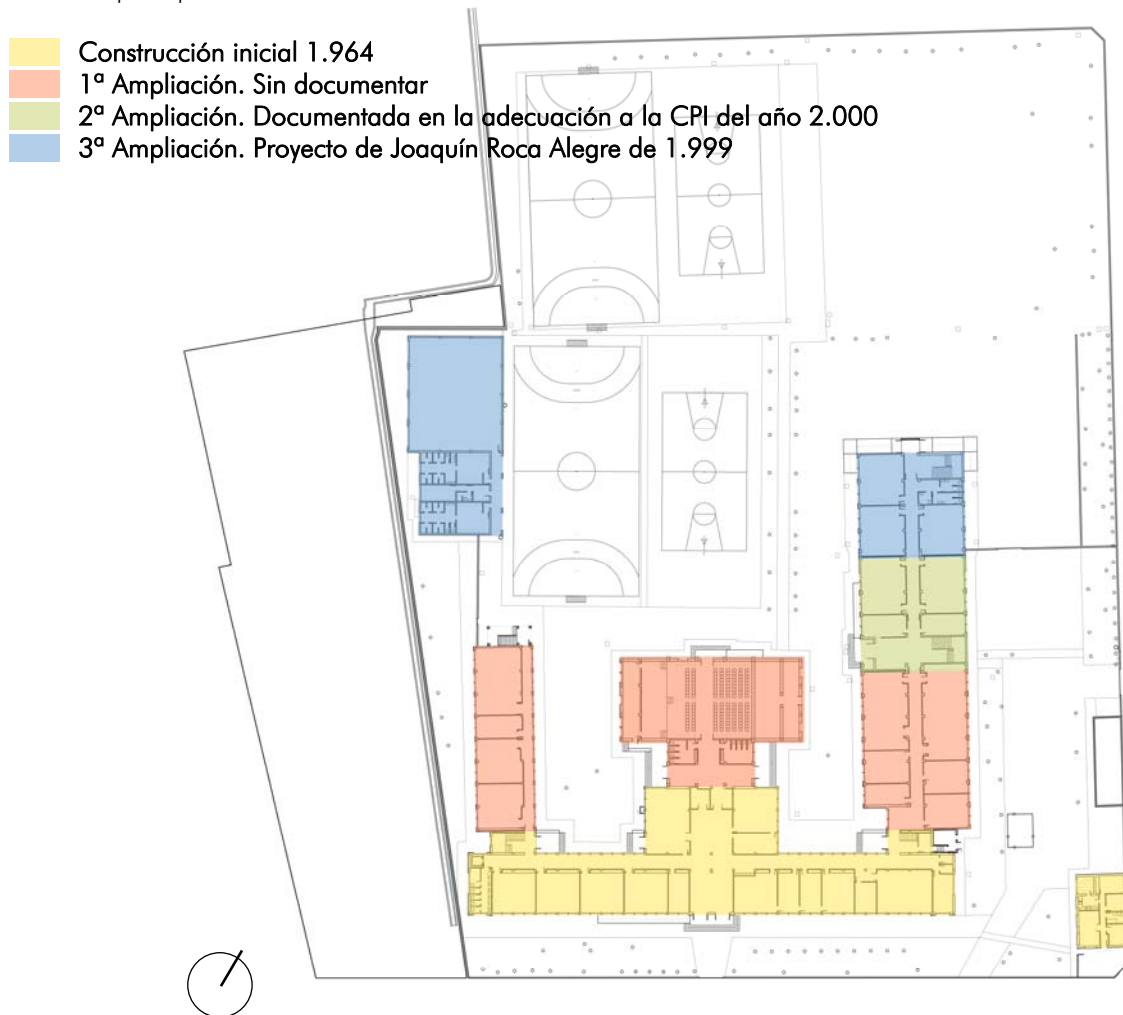 Construcción inicial 1.964
1ª Ampliación. Sin documentar
2ª Ampliación. Documentada en la adecuación a la CPI del año 2.000
3ª Ampliación. Proyecto de Joaquín Roca Alegre de 1.999